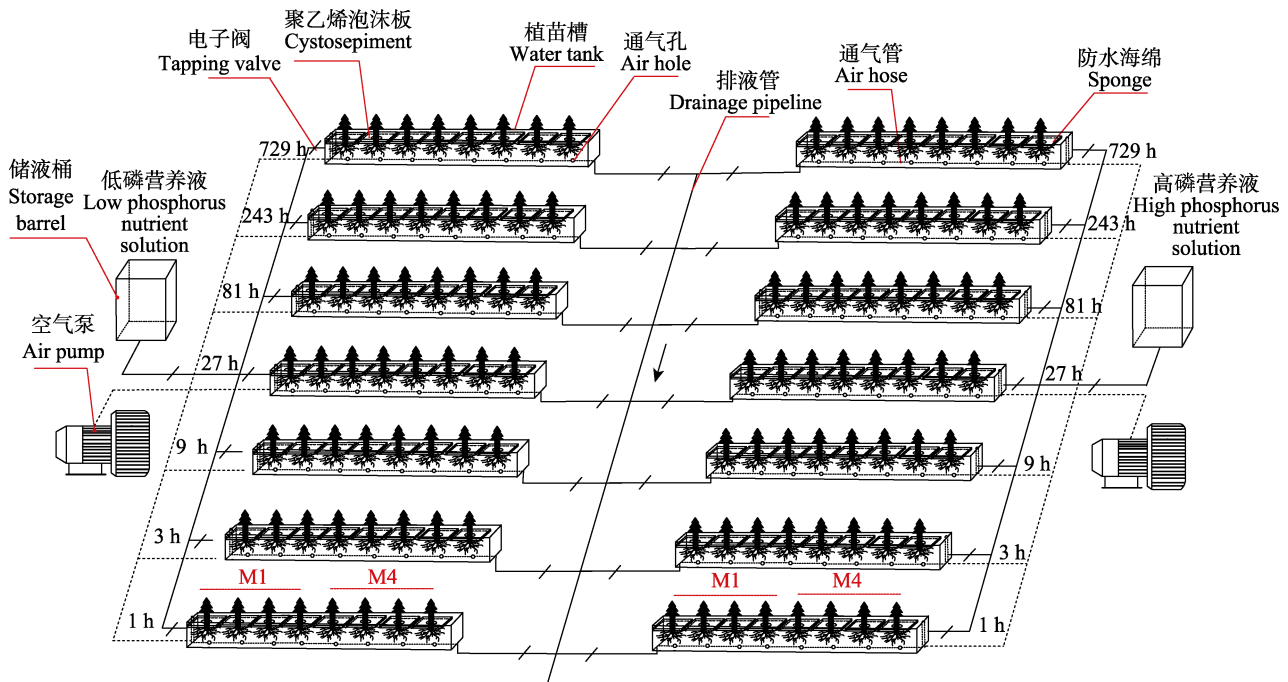 电子阀
Tapping valve
聚乙烯泡沫板
Cystosepiment
植苗槽
Water tank
通气孔
Air hole
排液管
Drainage pipeline
通气管
Air hose
防水海绵
Sponge
储液桶
Storage
barrel
低磷营养液
Low phosphorus
nutrient
solution
高磷营养液
High phosphorus
nutrient
solution
空气泵
Air pump
729 h
729 h
243 h
243 h
81 h
81 h
27 h
27 h
9 h
9 h
3 h
3 h
M1
M4
M1
M4
1 h
1 h